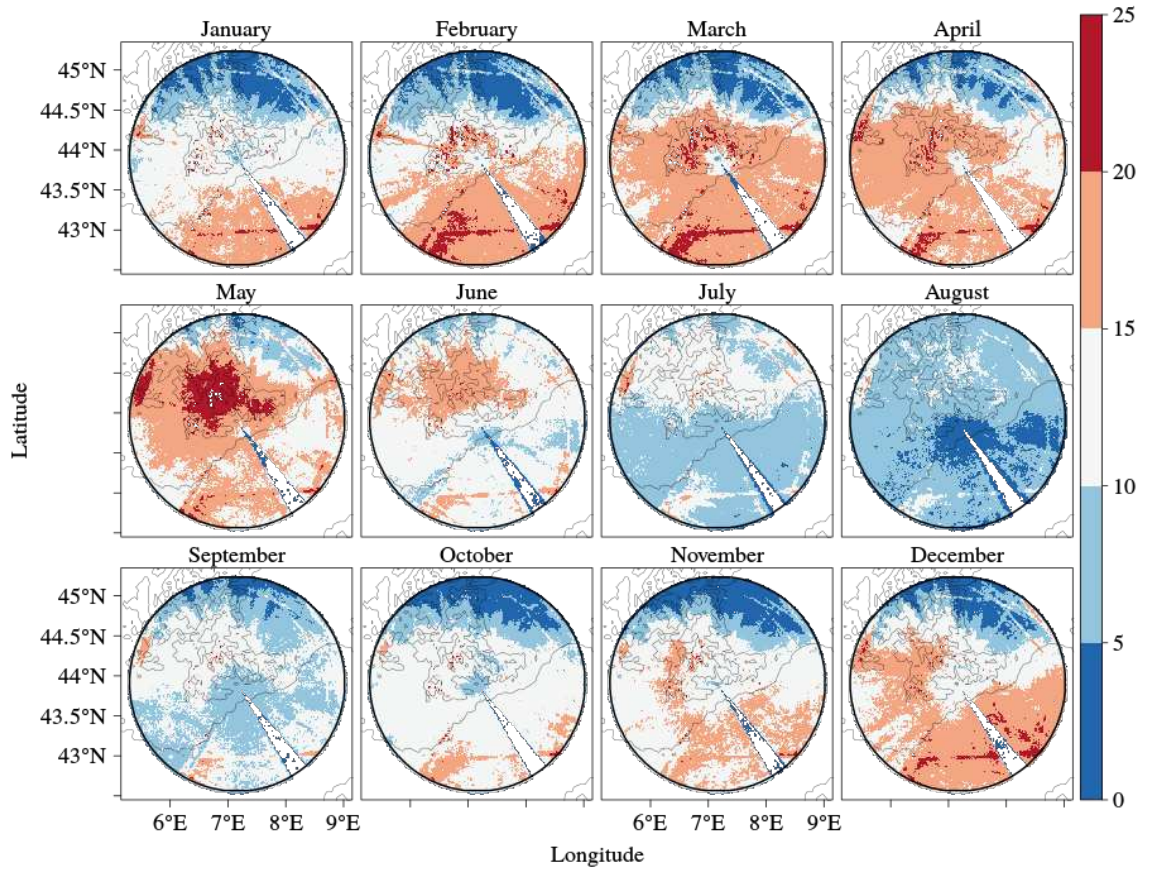 January February March April
25
45°N
44.5°N
44°N
43.5°N
43°N
20
May June July August
15
Latitude
10
September October November December
45°N
44.5°N
44°N
43.5°N
43°N
5
0
6°E 7°E 8°E 9°E 6°E 7°E 8°E 9°E
Longitude